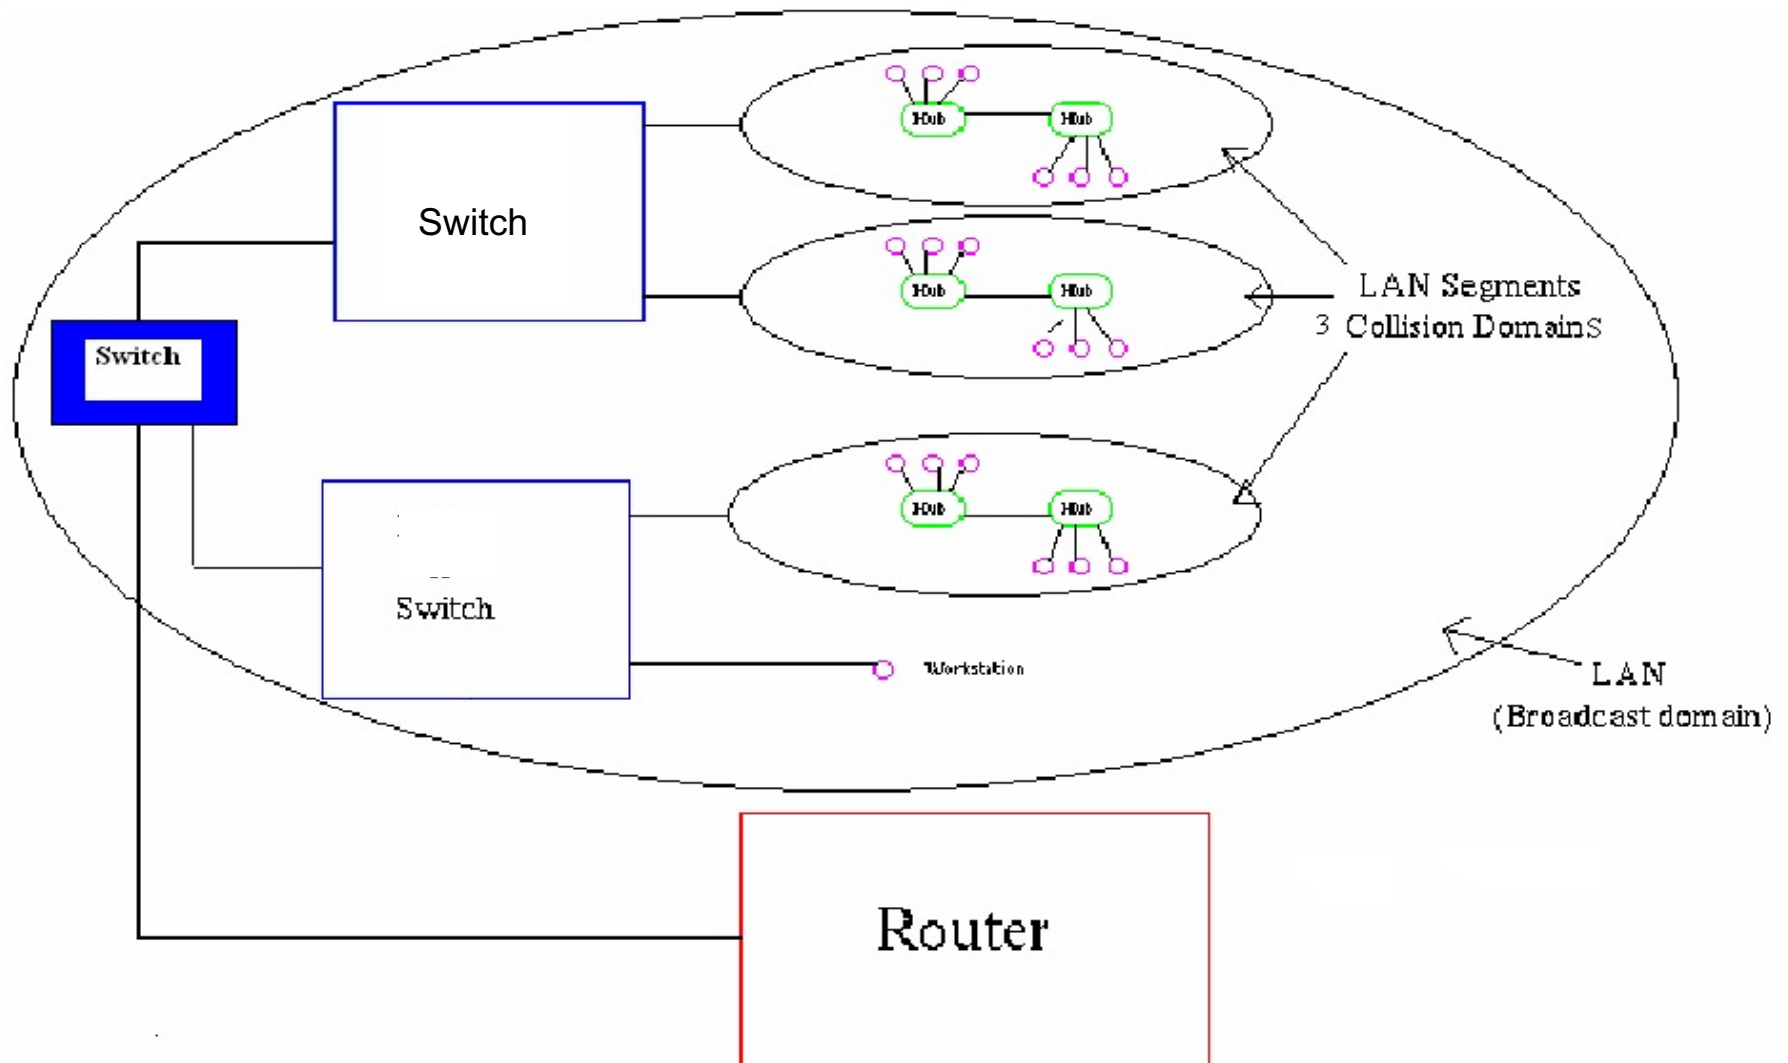 Hub
Hub
Switch
Hub
Hub
LAN Segments
3 Collision Domains
Switch
Hub
Hub
Switch
Workstation
LAN
(Broadcast domain)
Router